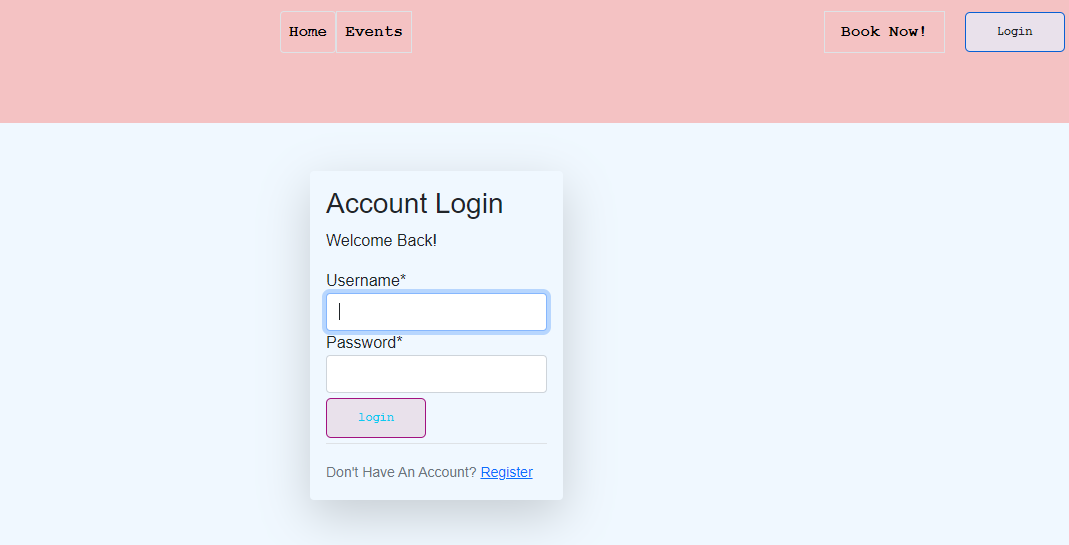 Home Events Book Now! Login
Account Login
Welcome Back!
Username*
Password*
login
Don't Have An Account? Register